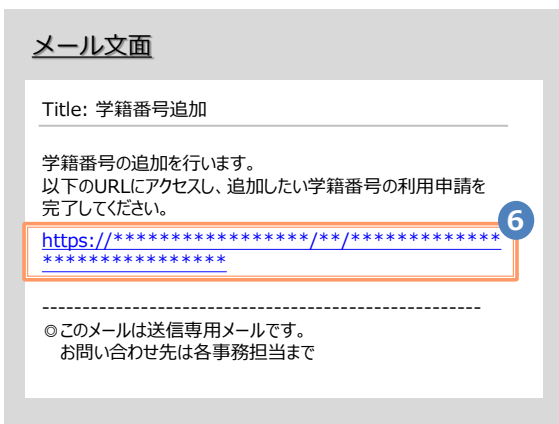 メール文面
Title: 学籍番号追加
学籍番号の追加を行います。
以下のURLにアクセスし、追加したい学籍番号の利用申請を
完了してください。
6
https://*****************/**/*************
****************
-------------------------------------------------------
◎このメールは送信専用メールです。
お問い合わせ先は各事務担当まで